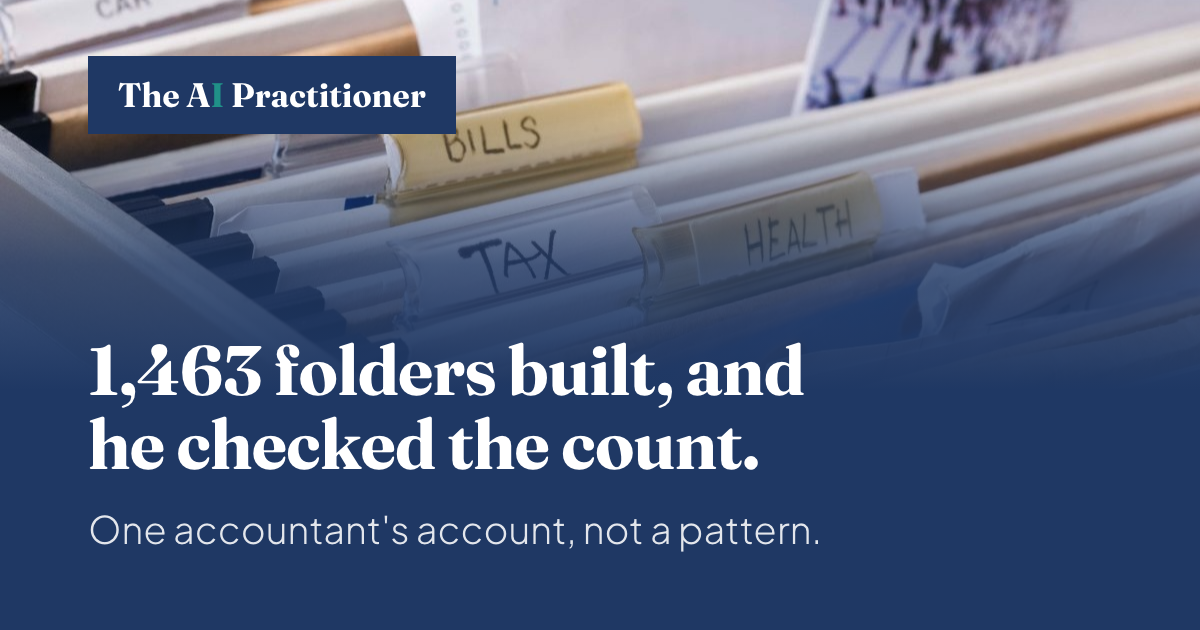 CAR
The AI Practitioner
BILLS
TAX
HEALTH
1,463 folders built, and
he checked the count.
One accountant's account, not a pattern.